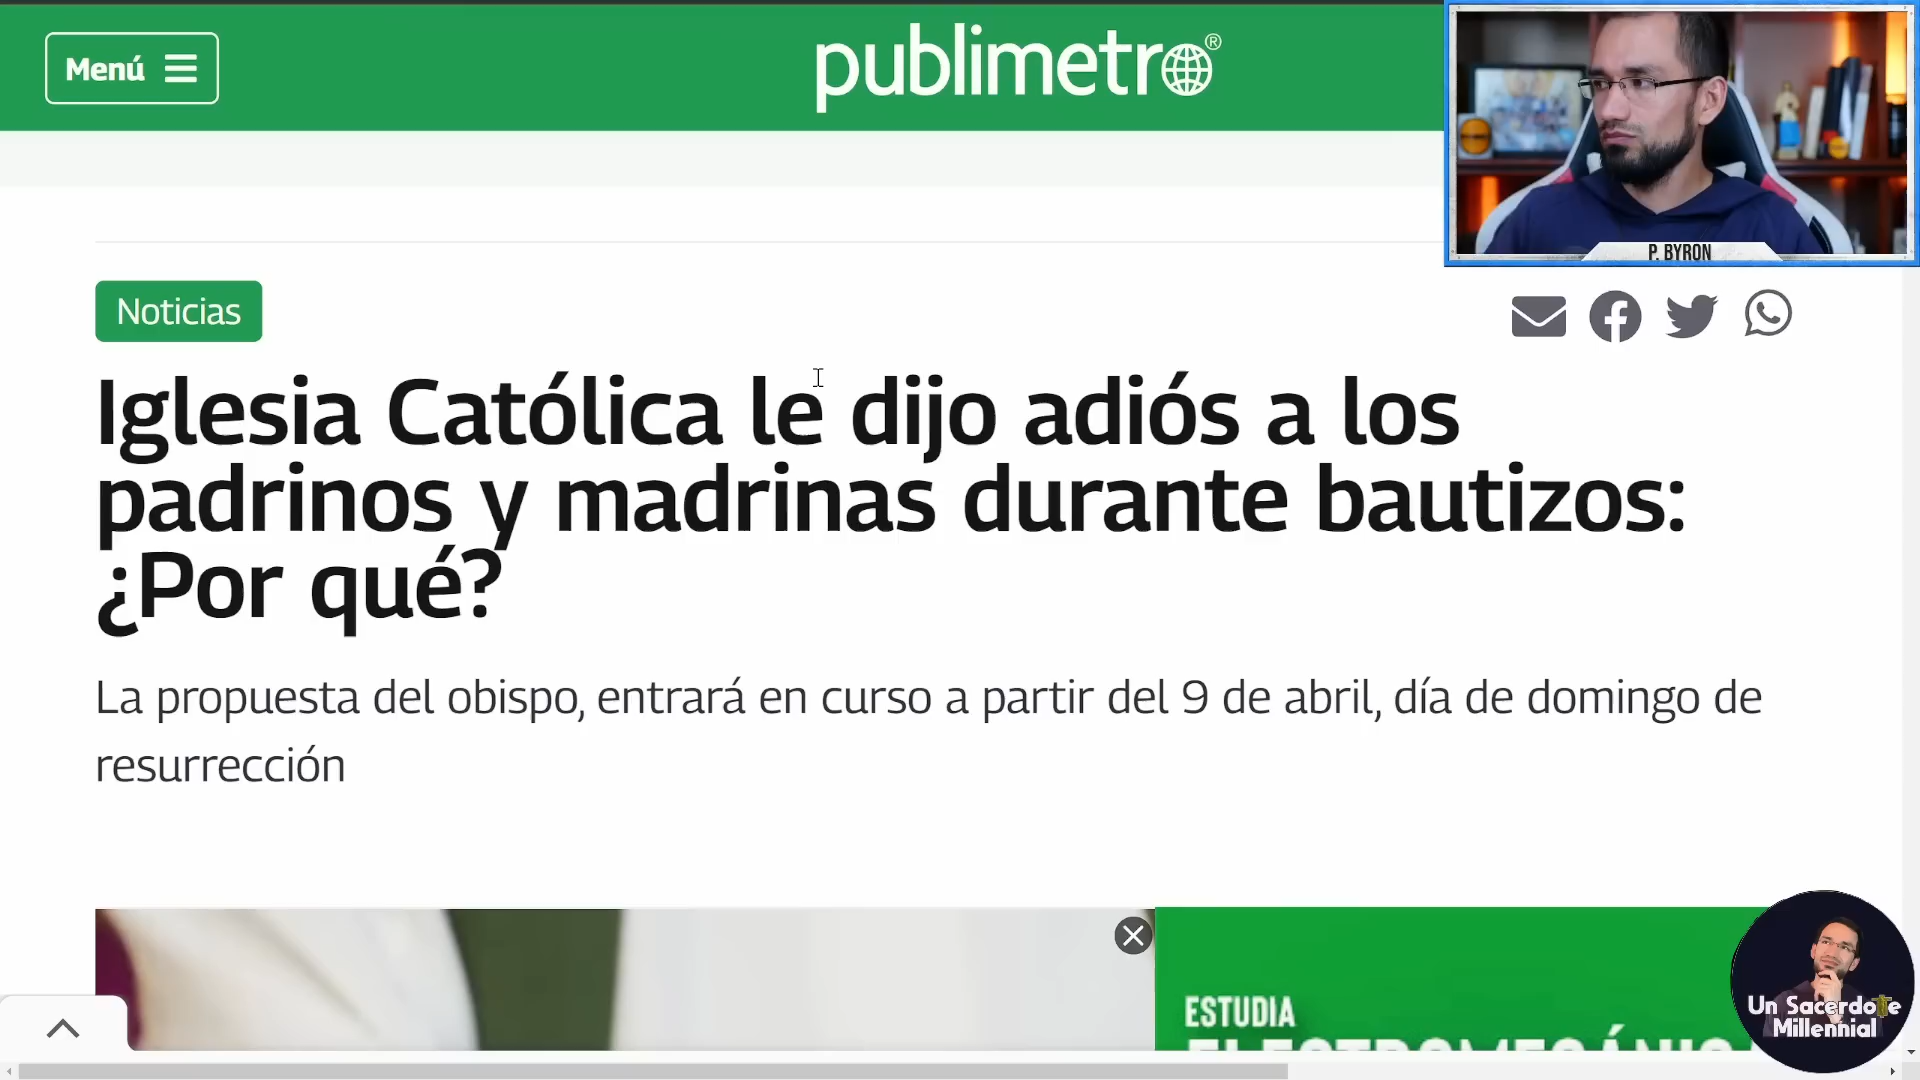 Menú
publimetro®
P. BYRON
Noticias
Iglesia Católica le dijo adiós a los
padrinos y madrinas durante bautizos:
¿Por qué?
La propuesta del obispo, entrará en curso a partir del 9 de abril, día de domingo de
resurrección
ESTUDIA
Un Sacerdote
Millennial